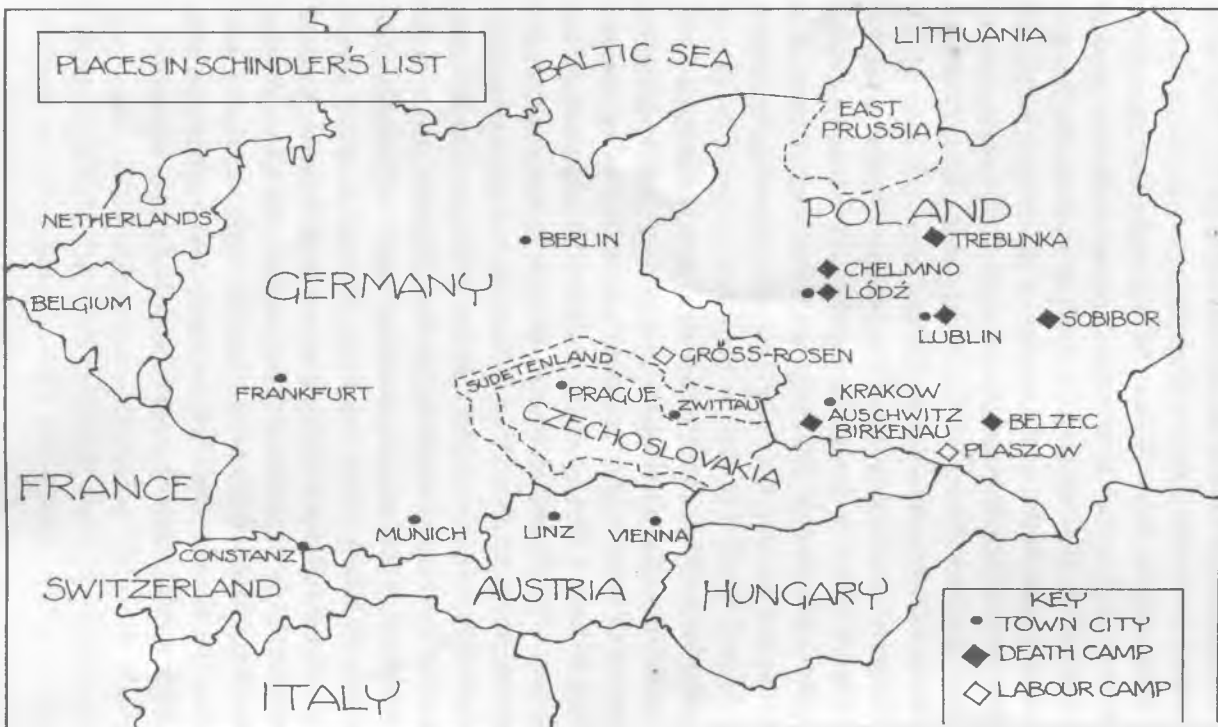 PLACES IN SCHINDLER'S LIST
BALTIC SEA
LITHUANIA
EAST
PRUSSIA
NETHERLANDS
POLAND
BERLIN
TREBLINKA
GERMANY
CHELMNO
BELGIUM
LÓDŹ
LUBLIN
SOBIBOR
GRÖSS-ROSEN
SUDETENLAND
FRANKFURT
PRAGUE
ZWITTAU
KRAKOW
AUSCHWITZ
BIRKENAU
BELZEC
CZECHOSLOVAKIA
PLASZOW
FRANCE
MUNICH
LINZ
VIENNA
CONSTANZ
SWITZERLAND
AUSTRIA
HUNGARY
ITALY
KEY
TOWN CITY
DEATH CAMP
LABOUR CAMP